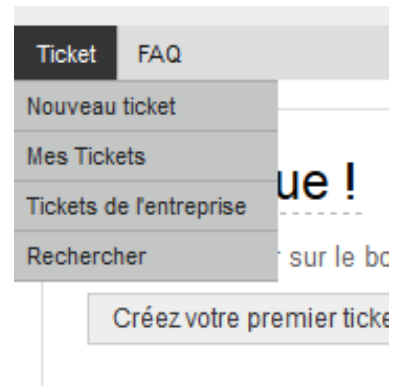 Ticket FAQ
Nouveau ticket
Mes Tickets
ue !
Tickets de l'entreprise
Rechercher
sur le bo
Créez votre premier ticke